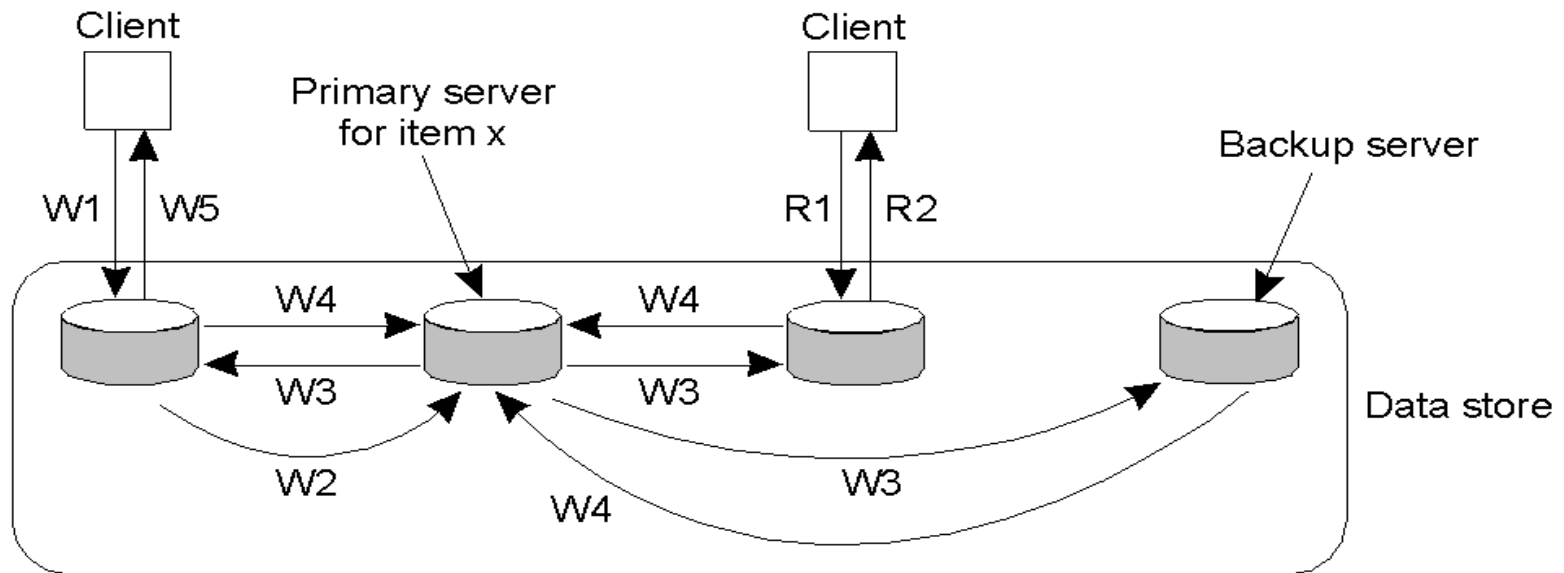 Client
Client
Primary server
for item x
Backup server
W1
W5
R1
R2
W4
W4
W3
W3
Data store
W2
W3
W4